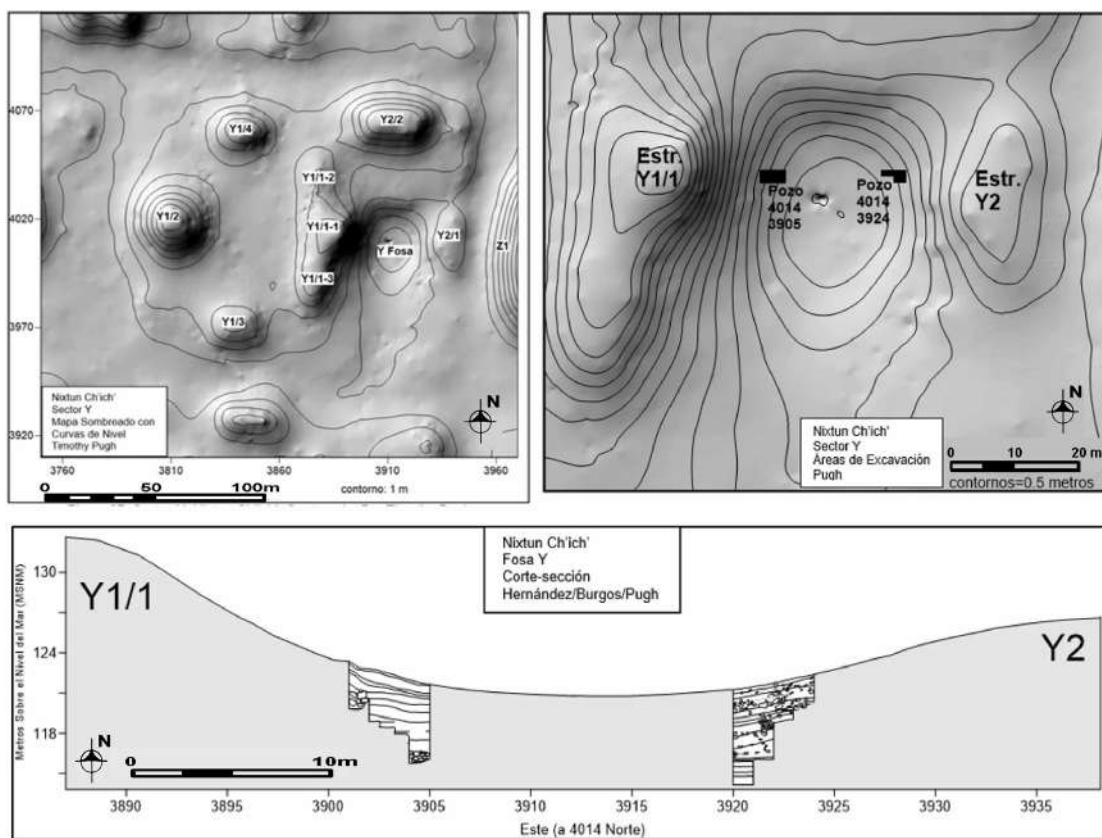 4070
4020
3970
3920
Y1/4
Y2/2
Y1/1-2
Y1/2
Y1/1-1
Y Fosa
Y2/1
Z1
Y1/1-3
Y1/3
Nixtun Ch'ich'
Sector Y
Mapa Sombreado con
Curvas de Nivel
Timothy Pugh
N
3760 3810 3860 3910 3960
0 50 100m
contorno: 1 m
Estr.
Y1/1
Pozo
4014
3905
Pozo
4014
3924
Estr.
Y2
N
Nixtun Ch'ich'
Sector Y
Áreas de Excavación
Pugh
0 10 20 m
contornos=0.5 metros
Metros Sobre el Nivel del Mar (MSNM)
130
124
118
Y1/1
Nixtun Ch'ich'
Fosa Y
Corte-sección
Hernández/Burgos/Pugh
Y2
N
0 10m
3890 3895 3900 3905 3910 3915 3920 3925 3930 3935
Este (a 4014 Norte)